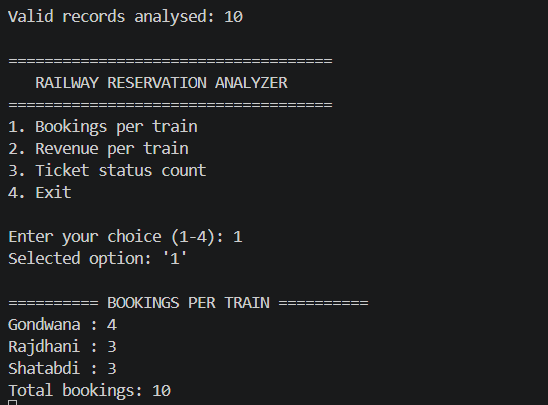 Valid records analysed: 10
====================================
RAILWAY RESERVATION ANALYZER
====================================
1. Bookings per train
2. Revenue per train
3. Ticket status count
4. Exit
Enter your choice (1-4): 1
Selected option: '1'
========== BOOKINGS PER TRAIN ==========
Gondwana : 4
Rajdhani : 3
Shatabdi : 3
Total bookings: 10